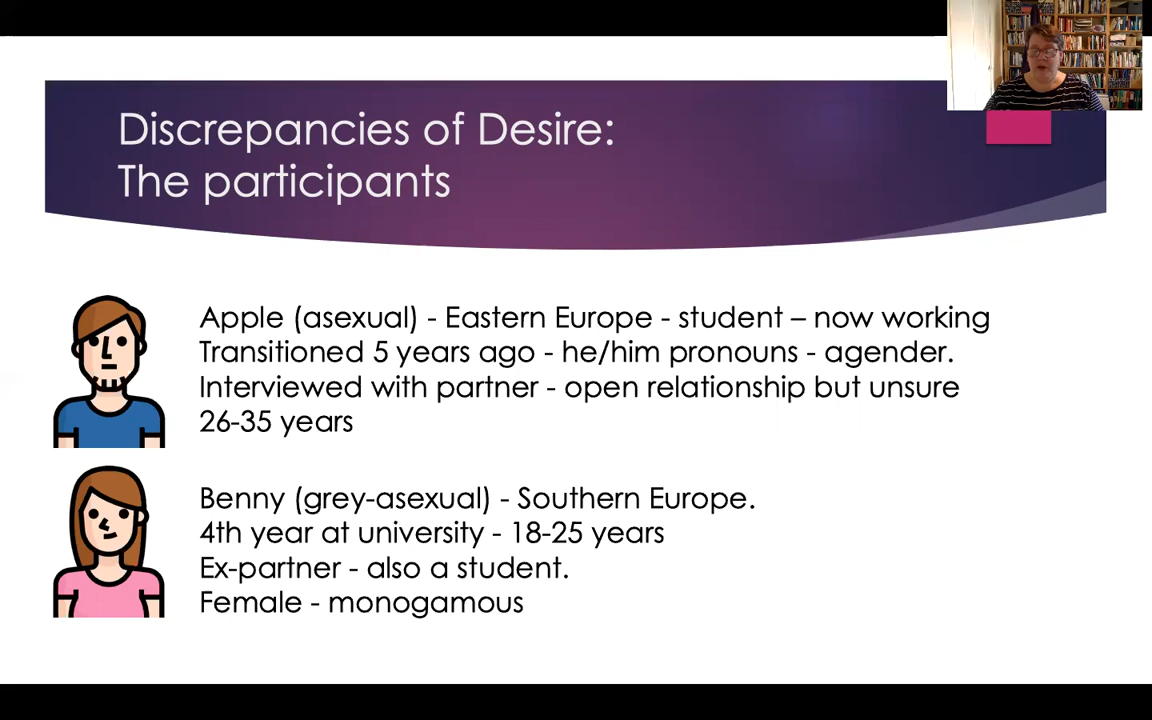 Discrepancies of Desire:
The participants
Apple (asexual) - Eastern Europe - student – now working
Transitioned 5 years ago - he/him pronouns - agender.
Interviewed with partner - open relationship but unsure
26-35 years
Benny (grey-asexual) - Southern Europe.
4th year at university - 18-25 years
Ex-partner - also a student.
Female - monogamous